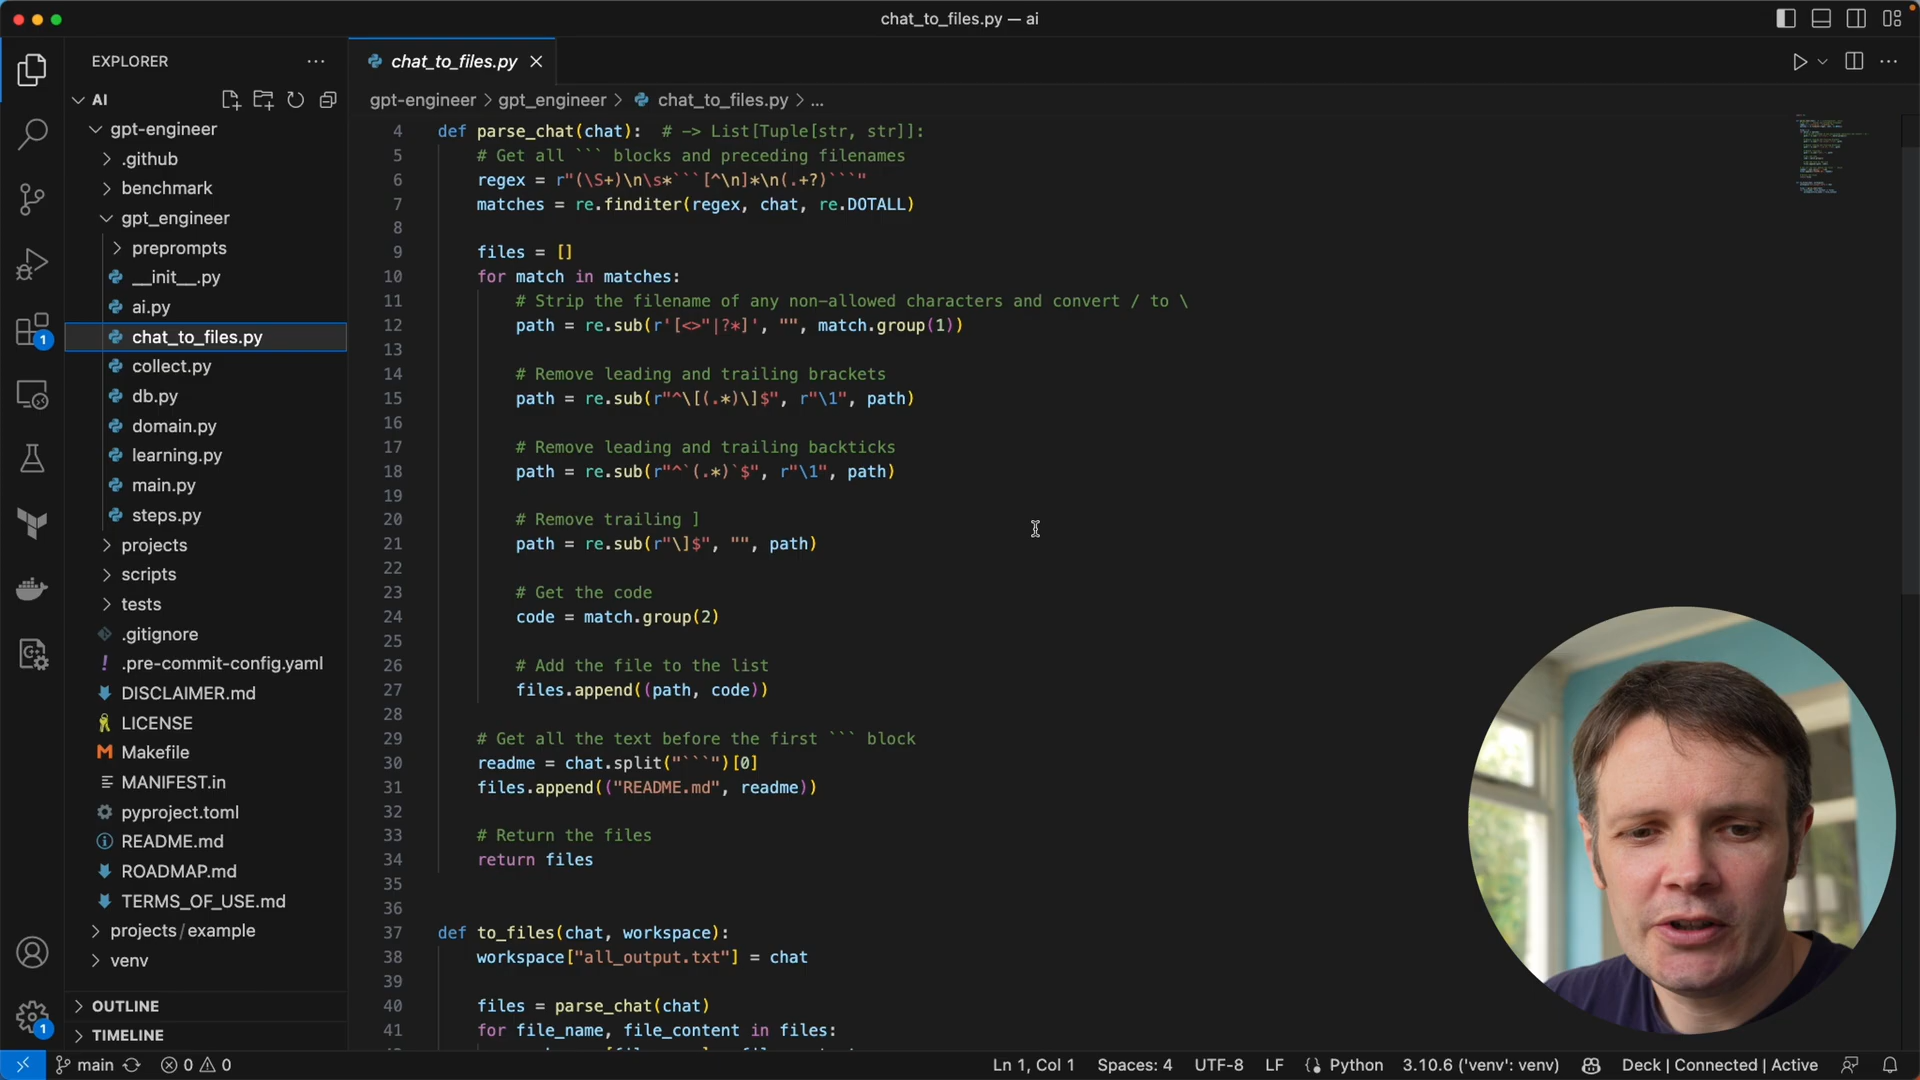 chat_to_files.py — ai
EXPLORER
chat_to_files.py
AI
gpt-engineer > gpt_engineer > chat_to_files.py > ...
gpt-engineer
.github
benchmark
gpt_engineer
preprompts
__init__.py
ai.py
chat_to_files.py
collect.py
db.py
domain.py
learning.py
main.py
steps.py
projects
scripts
tests
.gitignore
.pre-commit-config.yaml
DISCLAIMER.md
LICENSE
Makefile
MANIFEST.in
pyproject.toml
README.md
ROADMAP.md
TERMS_OF_USE.md
projects / example
venv
OUTLINE
TIMELINE
1
1
4 def parse_chat(chat):  # -> List[Tuple[str, str]]:
5 # Get all ``` blocks and preceding filenames
6 regex = r"(\S+)\n\s*```[^\n]*\n(.+?)```"
7 matches = re.finditer(regex, chat, re.DOTALL)
8
9 files = []
10 for match in matches:
11 # Strip the filename of any non-allowed characters and convert / to \
12 path = re.sub(r'[<>"|?*]', "", match.group(1))
13
14 # Remove leading and trailing brackets
15 path = re.sub(r"^\[(.*)\]$", r"\1", path)
16
17 # Remove leading and trailing backticks
18 path = re.sub(r"^`(.*)`$", r"\1", path)
19
20 # Remove trailing ]
21 path = re.sub(r"\]$", "", path)
22
23 # Get the code
24 code = match.group(2)
25
26 # Add the file to the list
27 files.append((path, code))
28
29 # Get all the text before the first ``` block
30 readme = chat.split("```")[0]
31 files.append(("README.md", readme))
32
33 # Return the files
34 return files
35
36
37 def to_files(chat, workspace):
38 workspace["all_output.txt"] = chat
39
40 files = parse_chat(chat)
41 for file_name, file_content in files:
main 0 0 Ln 1, Col 1 Spaces: 4 UTF-8 LF Python 3.10.6 ('venv': venv) Deck | Connected | Active